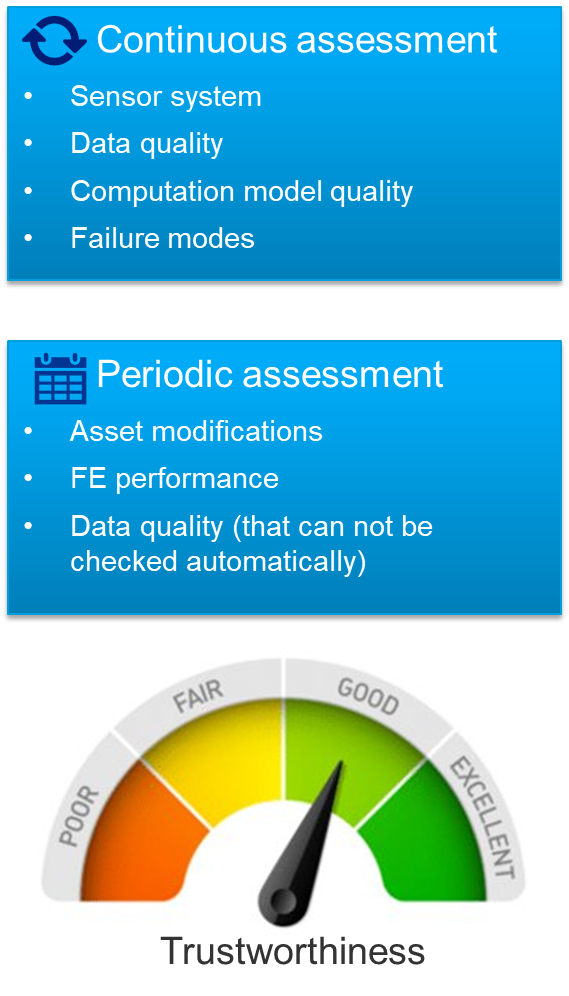 Continuous assessment
• Sensor system
• Data quality
• Computation model quality
• Failure modes
Periodic assessment
• Asset modifications
• FE performance
• Data quality (that can not be
checked automatically)
POOR
FAIR
GOOD
EXCELLENT
Trustworthiness